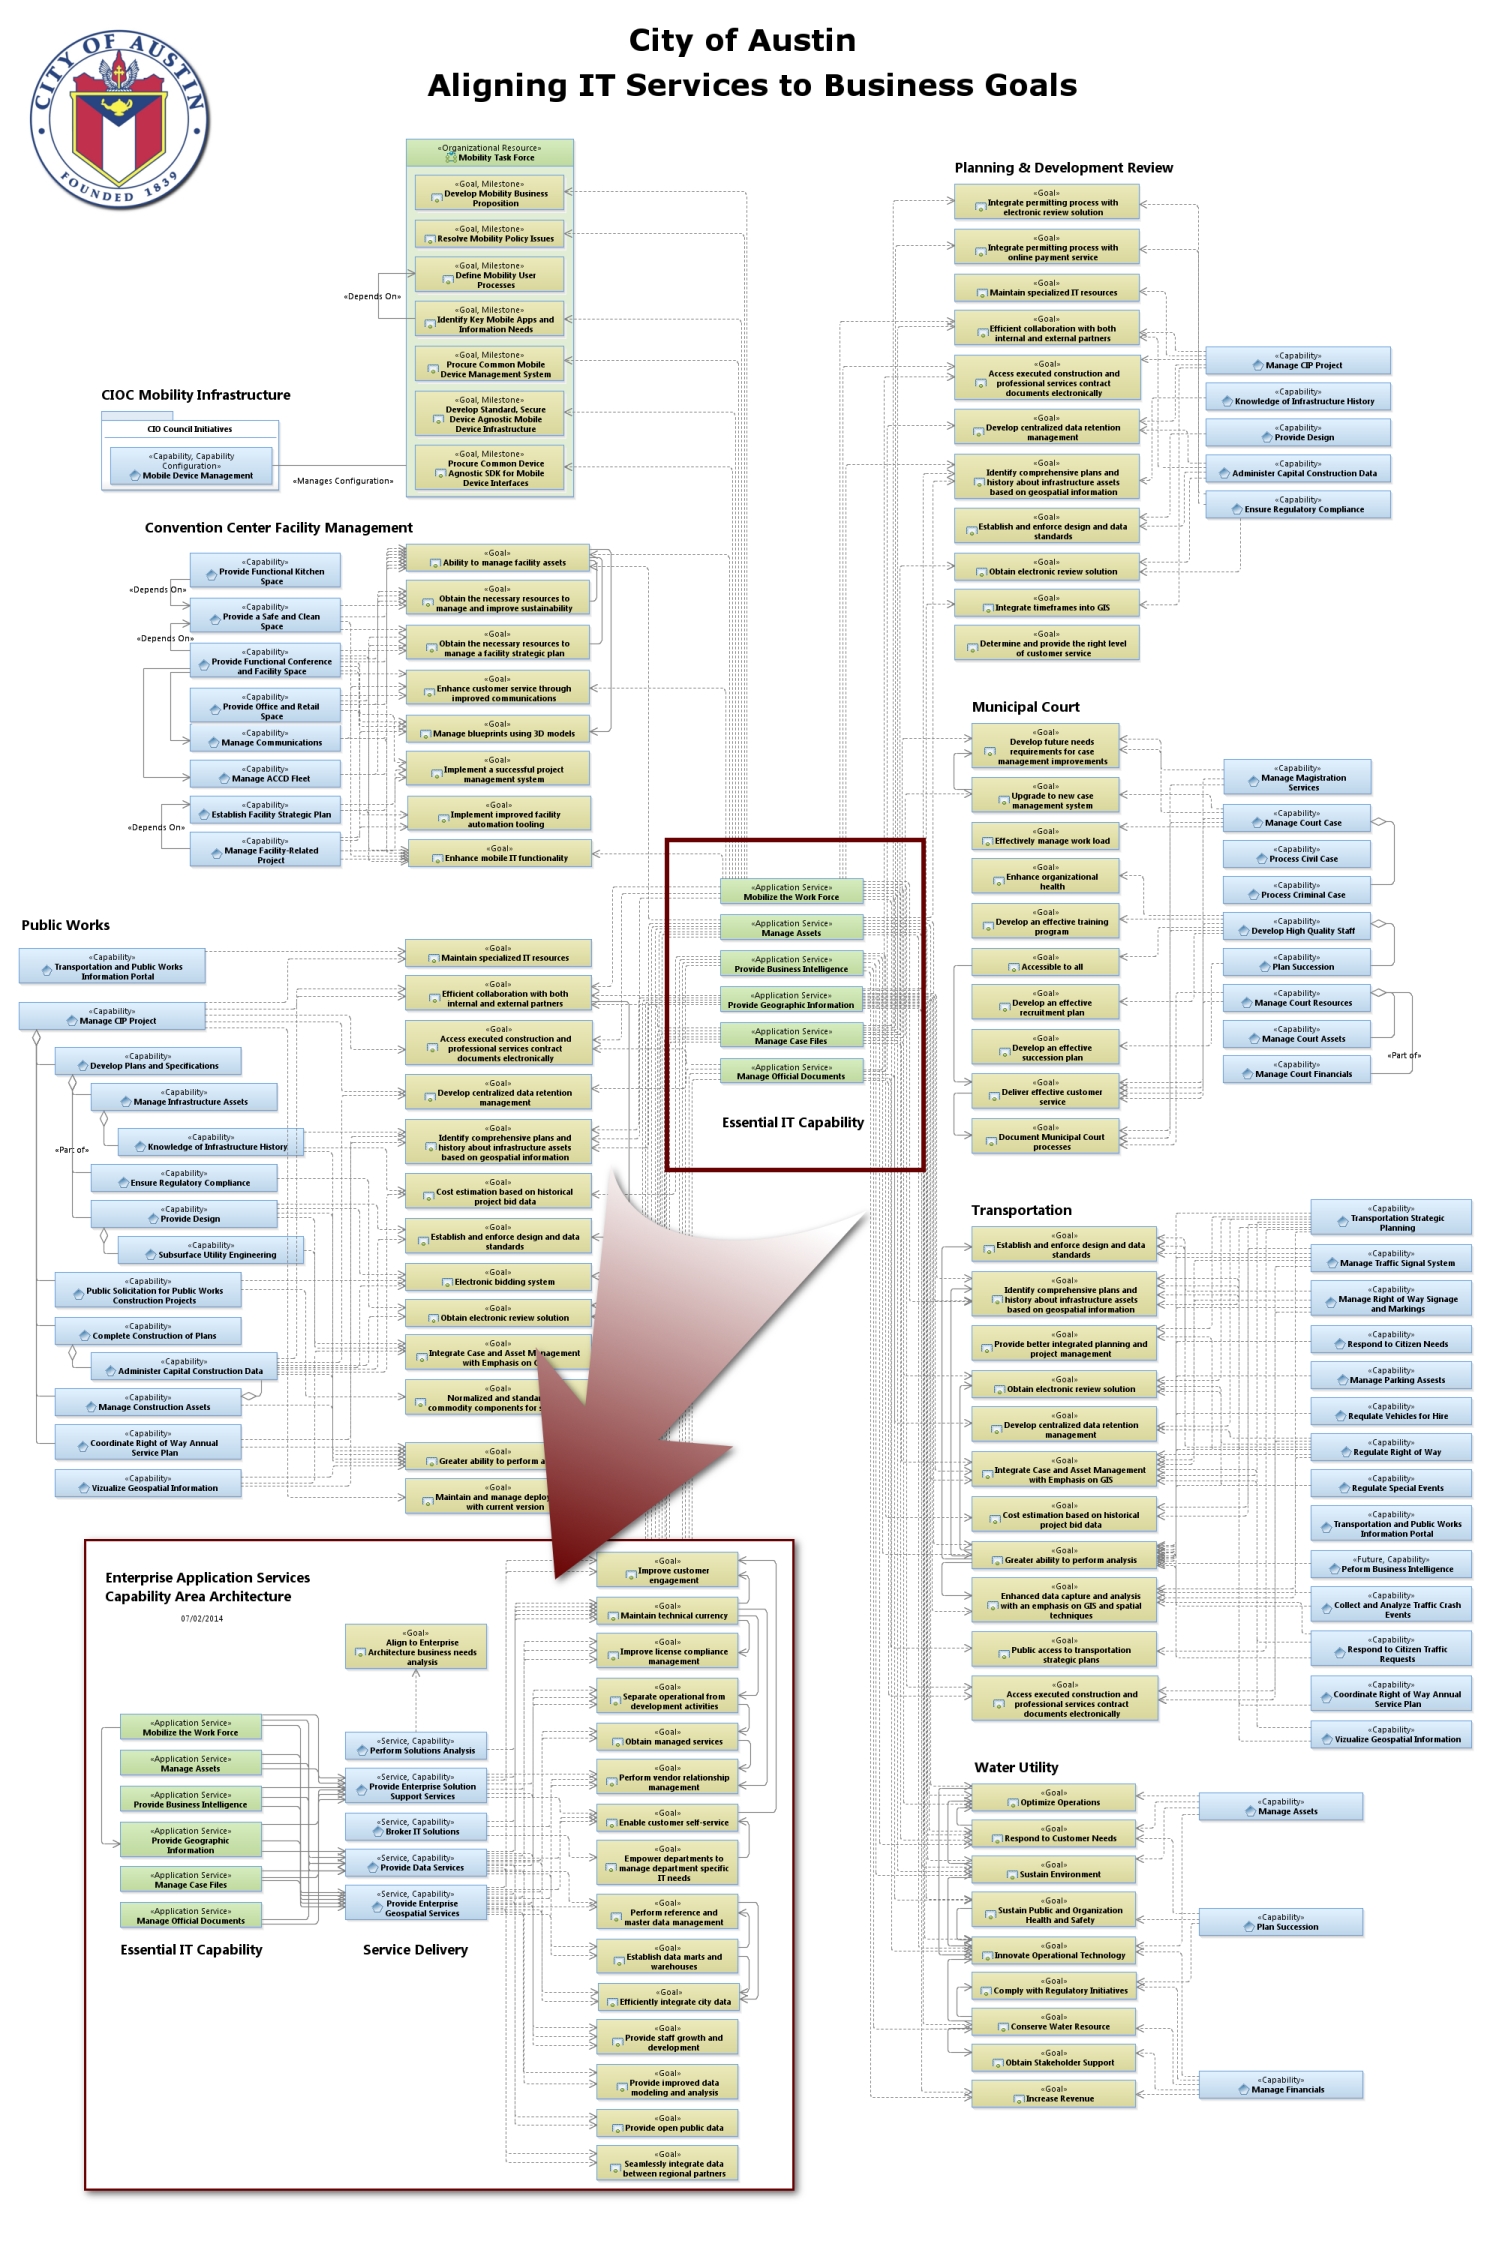 City of Austin
Aligning IT Services to Business Goals
CITY OF AUSTIN
FOUNDED 1839
«Organizational Resource»
Mobility Task Force
«Goal, Milestone»
Develop Mobility Business
Proposition
«Goal, Milestone»
Resolve Mobility Policy Issues
«Goal, Milestone»
Define Mobility User
Processes
«Depends On»
«Goal, Milestone»
Identify Key Mobile Apps and
Information Needs
«Goal, Milestone»
Procure Common Mobile
Device Management System
«Goal, Milestone»
Develop Standard, Secure
Device Agnostic Mobile
Device Infrastructure
«Goal, Milestone»
Procure Common Device
Agnostic SDK for Mobile
Device Interfaces
CIOC Mobility Infrastructure
CIO Council Initiatives
«Capability, Capability
Configuration»
Mobile Device Management
«Manages Configuration»
Convention Center Facility Management
«Capability»
Provide Functional Kitchen
Space
«Depends On»
«Capability»
Provide a Safe and Clean
Space
«Depends On»
«Capability»
Provide Functional Conference
and Facility Space
«Capability»
Provide Office and Retail
Space
«Capability»
Manage Communications
«Capability»
Manage ACCD Fleet
«Capability»
Establish Facility Strategic Plan
«Depends On»
«Capability»
Manage Facility-Related
Project
«Goal»
Ability to manage facility assets
«Goal»
Obtain the necessary resources to
manage and improve sustainability
«Goal»
Obtain the necessary resources to
manage a facility strategic plan
«Goal»
Enhance customer service through
improved communications
«Goal»
Manage blueprints using 3D models
«Goal»
Implement a successful project
management system
«Goal»
Implement improved facility
automation tooling
«Goal»
Enhance mobile IT functionality
Public Works
«Capability»
Transportation and Public Works
Information Portal
«Capability»
Manage CIP Project
«Capability»
Develop Plans and Specifications
«Capability»
Manage Infrastructure Assets
«Capability»
Knowledge of Infrastructure History
«Part of»
«Capability»
Ensure Regulatory Compliance
«Capability»
Provide Design
«Capability»
Subsurface Utility Engineering
«Capability»
Public Solicitation for Public Works
Construction Projects
«Capability»
Complete Construction of Plans
«Capability»
Administer Capital Construction Data
«Capability»
Manage Construction Assets
«Capability»
Coordinate Right of Way Annual
Service Plan
«Capability»
Vizualize Geospatial Information
«Goal»
Maintain specialized IT resources
«Goal»
Efficient collaboration with both
internal and external partners
«Goal»
Access executed construction and
professional services contract
documents electronically
«Goal»
Develop centralized data retention
management
«Goal»
Identify comprehensive plans and
history about infrastructure assets
based on geospatial information
«Goal»
Cost estimation based on historical
project bid data
«Goal»
Establish and enforce design and data
standards
«Goal»
Electronic bidding system
«Goal»
Obtain electronic review solution
«Goal»
Integrate Case and Asset Management
with Emphasis on
«Goal»
Normalized and
commodity components for
«Goal»
Greater ability to perform
«Goal»
Maintain and manage
with current version
«Application Service»
Mobilize the Work Force
«Application Service»
Manage Assets
«Application Service»
Provide Business Intelligence
«Application Service»
Provide Geographic Information
«Application Service»
Manage Case Files
«Application Service»
Manage Official Documents
Essential IT Capability
Planning & Development Review
«Goal»
Integrate permitting process with
electronic review solution
«Goal»
Integrate permitting process with
online payment service
«Goal»
Maintain specialized IT resources
«Goal»
Efficient collaboration with both
internal and external partners
«Goal»
Access executed construction and
professional services contract
documents electronically
«Goal»
Develop centralized data retention
management
«Goal»
Identify comprehensive plans and
history about infrastructure assets
based on geospatial information
«Goal»
Establish and enforce design and data
standards
«Goal»
Obtain electronic review solution
«Goal»
Integrate timeframes into GIS
«Goal»
Determine and provide the right level
of customer service
«Capability»
Manage CIP Project
«Capability»
Knowledge of Infrastructure History
«Capability»
Provide Design
«Capability»
Administer Capital Construction Data
«Capability»
Ensure Regulatory Compliance
Municipal Court
«Goal»
Develop future needs
requirements for case
management improvements
«Goal»
Upgrade to new case
management system
«Goal»
Effectively manage work load
«Goal»
Enhance organizational
health
«Goal»
Develop an effective training
program
«Goal»
Accessible to all
«Goal»
Develop an effective
recruitment plan
«Goal»
Develop an effective
succession plan
«Goal»
Deliver effective customer
service
«Goal»
Document Municipal Court
processes
«Capability»
Manage Magistration
Services
«Capability»
Manage Court Case
«Capability»
Process Civil Case
«Capability»
Process Criminal Case
«Capability»
Develop High Quality Staff
«Capability»
Plan Succession
«Capability»
Manage Court Resources
«Capability»
Manage Court Assets
«Part of»
«Capability»
Manage Court Financials
Transportation
«Goal»
Establish and enforce design and data
standards
«Goal»
Identify comprehensive plans and
history about infrastructure assets
based on geospatial information
«Goal»
Provide better integrated planning and
project management
«Goal»
Obtain electronic review solution
«Goal»
Develop centralized data retention
management
«Goal»
Integrate Case and Asset Management
with Emphasis on GIS
«Goal»
Cost estimation based on historical
project bid data
«Goal»
Greater ability to perform analysis
«Goal»
Enhanced data capture and analysis
with an emphasis on GIS and spatial
techniques
«Goal»
Public access to transportation
strategic plans
«Goal»
Access executed construction and
professional services contract
documents electronically
«Capability»
Transportation Strategic
Planning
«Capability»
Manage Traffic Signal System
«Capability»
Manage Right of Way Signage
and Markings
«Capability»
Respond to Citizen Needs
«Capability»
Manage Parking Assests
«Capability»
Requlate Vehicles for Hire
«Capability»
Regulate Right of Way
«Capability»
Regulate Special Events
«Capability»
Transportation and Public Works
Information Portal
«Future, Capability»
Peform Business Intelligence
«Capability»
Collect and Analyze Traffic Crash
Events
«Capability»
Respond to Citizen Traffic
Requests
«Capability»
Coordinate Right of Way Annual
Service Plan
«Capability»
Vizualize Geospatial Information
Water Utility
«Goal»
Optimize Operations
«Goal»
Respond to Customer Needs
«Goal»
Sustain Environment
«Goal»
Sustain Public and Organization
Health and Safety
«Goal»
Innovate Operational Technology
«Goal»
Comply with Regulatory Initiatives
«Goal»
Conserve Water Resource
«Goal»
Obtain Stakeholder Support
«Goal»
Increase Revenue
«Capability»
Manage Assets
«Capability»
Plan Succession
«Capability»
Manage Financials
Enterprise Application Services
Capability Area Architecture
07/02/2014
«Goal»
Align to Enterprise
Architecture business needs
analysis
«Application Service»
Mobilize the Work Force
«Application Service»
Manage Assets
«Application Service»
Provide Business Intelligence
«Application Service»
Provide Geographic
Information
«Application Service»
Manage Case Files
«Application Service»
Manage Official Documents
Essential IT Capability
«Service, Capability»
Perform Solutions Analysis
«Service, Capability»
Provide Enterprise Solution
Support Services
«Service, Capability»
Broker IT Solutions
«Service, Capability»
Provide Data Services
«Service, Capability»
Provide Enterprise
Geospatial Services
Service Delivery
«Goal»
Improve customer
engagement
«Goal»
Maintain technical currency
«Goal»
Improve license compliance
management
«Goal»
Separate operational from
development activities
«Goal»
Obtain managed services
«Goal»
Perform vendor relationship
management
«Goal»
Enable customer self-service
«Goal»
Empower departments to
manage department specific
IT needs
«Goal»
Perform reference and
master data management
«Goal»
Establish data marts and
warehouses
«Goal»
Efficiently integrate city data
«Goal»
Provide staff growth and
development
«Goal»
Provide improved data
modeling and analysis
«Goal»
Provide open public data
«Goal»
Seamlessly integrate data
between regional partners